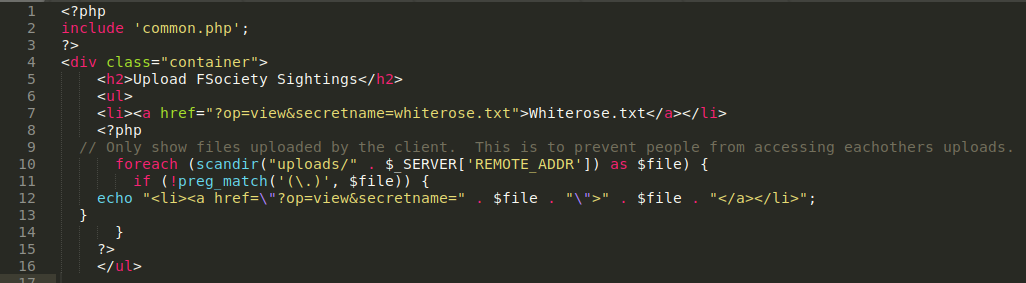 1 <?php
2 include 'common.php';
3 ?>
4 <div class="container">
5 <h2>Upload FSociety Sightings</h2>
6 <ul>
7 <li><a href="?op=view&secretname=whiterose.txt">Whiterose.txt</a></li>
8 <?php
9 // Only show files uploaded by the client.  This is to prevent people from accessing eachothers uploads.
10 foreach (scandir("uploads/" . $_SERVER['REMOTE_ADDR']) as $file) {
11 if (!preg_match('(\.)', $file)) {
12 echo "<li><a href=\"?op=view&secretname=" . $file . "\">" . $file . "</a></li>";
13 }
14 }
15 ?>
16 </ul>
17